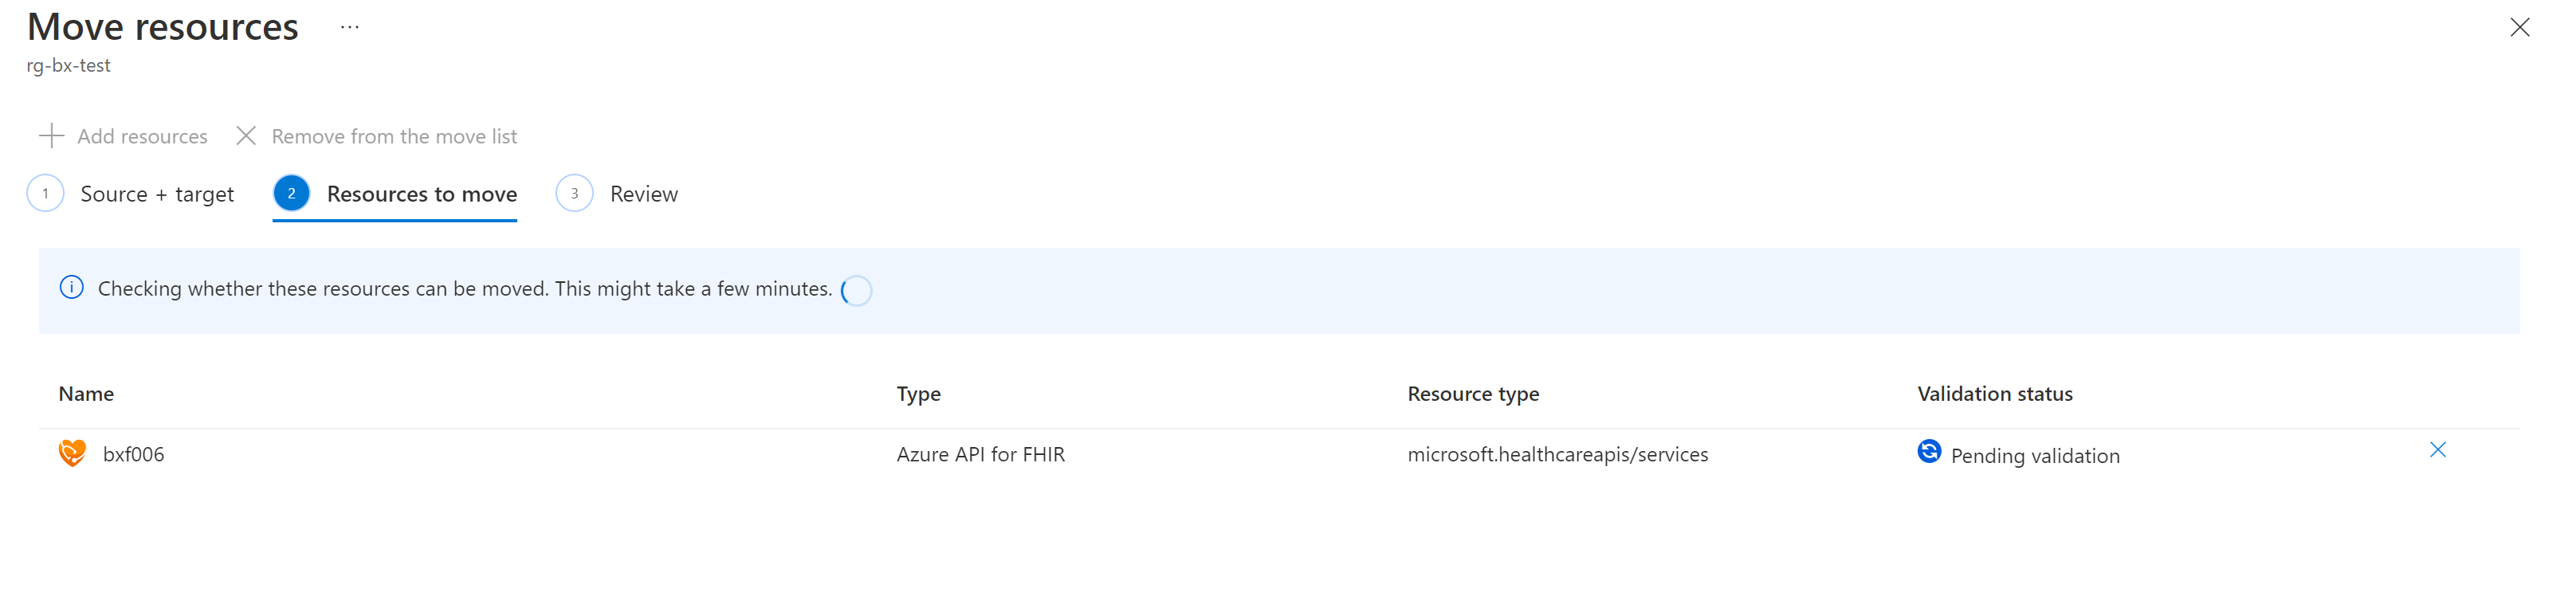 Move resources ...
rg-bx-test
Add resources Remove from the move list
1 Source + target 2 Resources to move 3 Review
Checking whether these resources can be moved. This might take a few minutes.
Name Type Resource type Validation status
bxf006 Azure API for FHIR microsoft.healthcareapis/services Pending validation